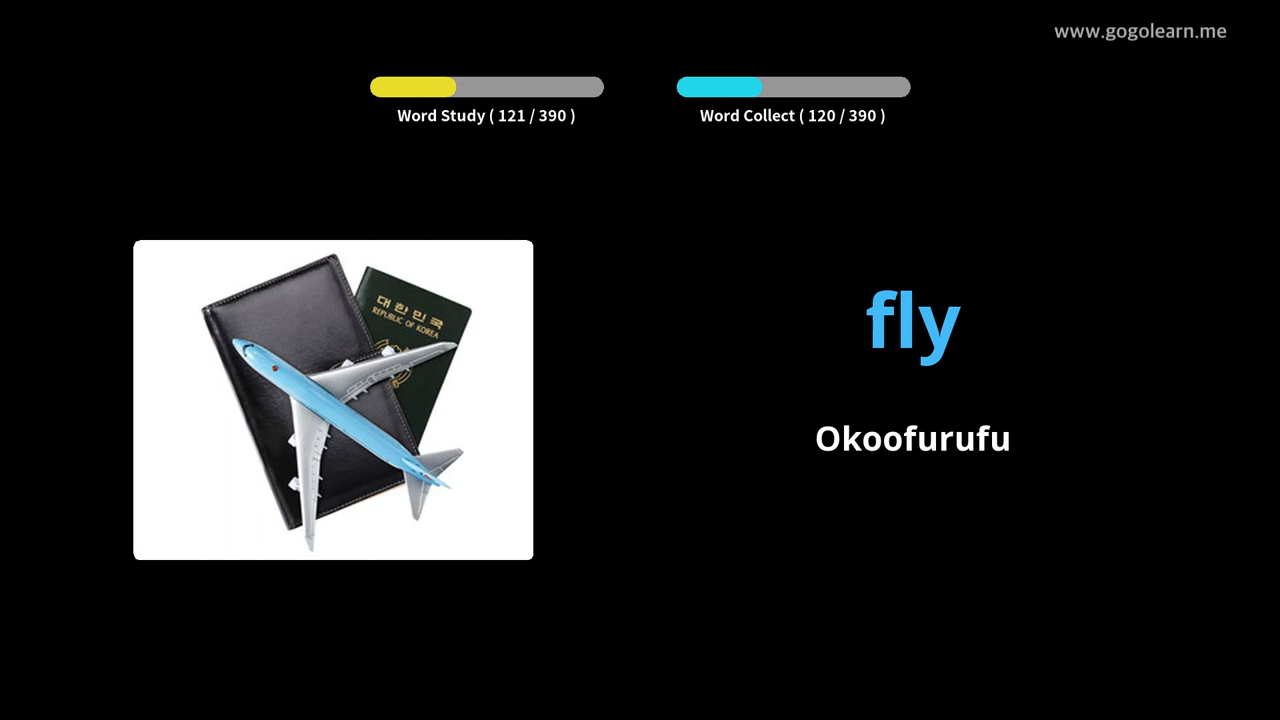 www.gogolearn.me
Word Study ( 121 / 390 )
Word Collect ( 120 / 390 )
대한민국
REPUBLIC OF KOREA
fly
Okoofurufu